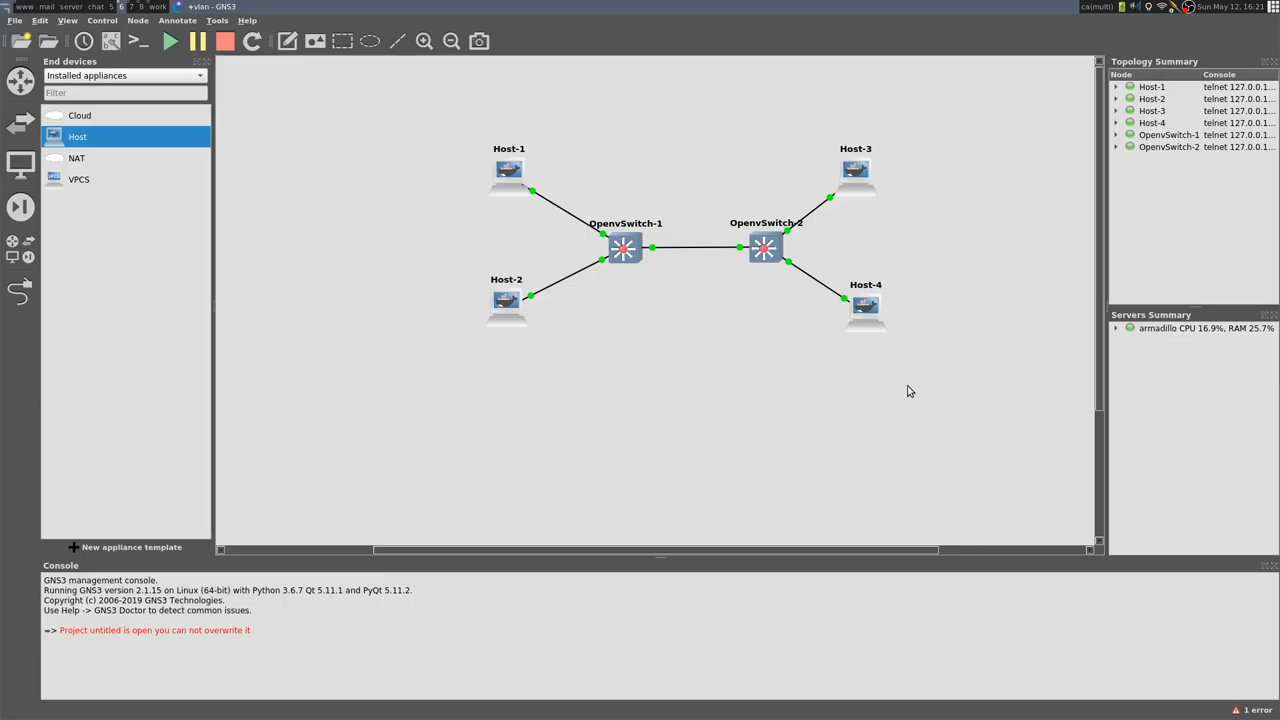 www mail server chat 5 6 7 8 work +vlan - GNS3 ca(multi) Sun May 12, 16:21
File Edit View Control Node Annotate Tools Help
End devices
Installed appliances
Filter
Cloud
Host
NAT
VPCS
New appliance template
Host-1
Host-3
OpenvSwitch-1
OpenvSwitch-2
Host-2
Host-4
Topology Summary
Node Console
Host-1 telnet 127.0.0.1...
Host-2 telnet 127.0.0.1...
Host-3 telnet 127.0.0.1...
Host-4 telnet 127.0.0.1...
OpenvSwitch-1 telnet 127.0.0.1...
OpenvSwitch-2 telnet 127.0.0.1...
Servers Summary
armadillo CPU 16.9%, RAM 25.7%
Console
GNS3 management console.
Running GNS3 version 2.1.15 on Linux (64-bit) with Python 3.6.7 Qt 5.11.1 and PyQt 5.11.2.
Copyright (c) 2006-2019 GNS3 Technologies.
Use Help -> GNS3 Doctor to detect common issues.
=> Project untitled is open you can not overwrite it
1 error